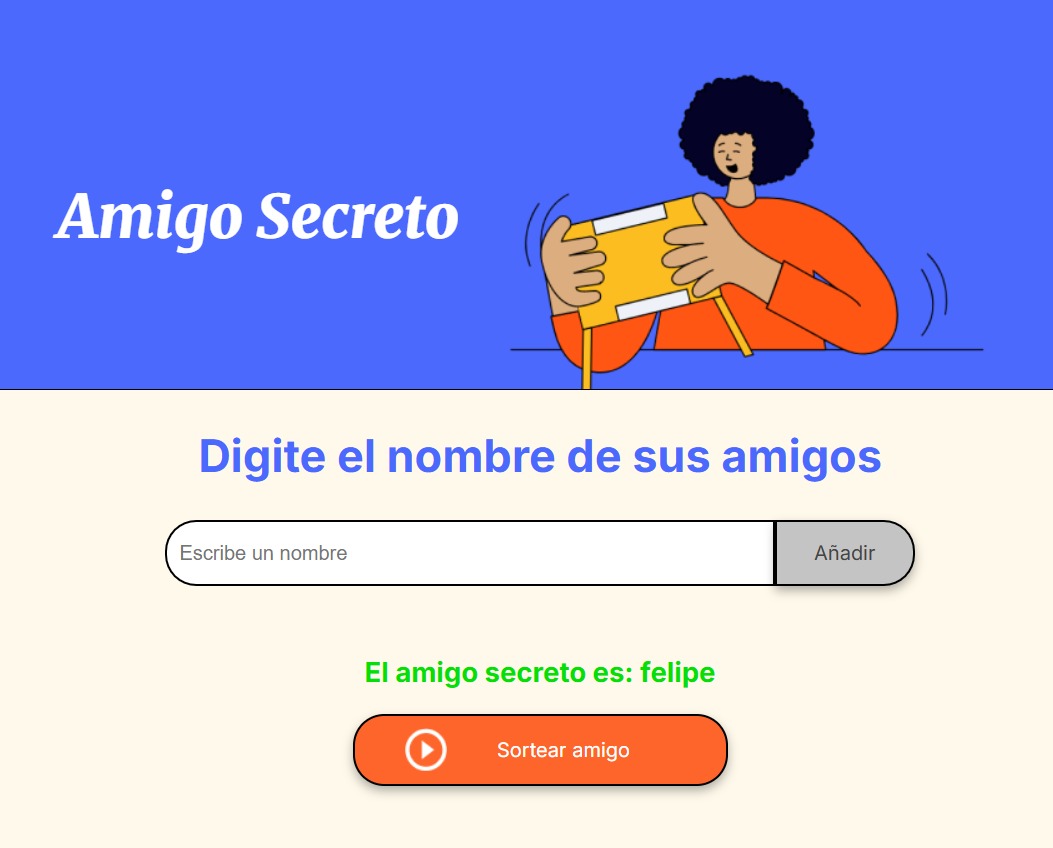 Amigo Secreto
Digite el nombre de sus amigos
Escribe un nombre
Añadir
El amigo secreto es: felipe
Sortear amigo